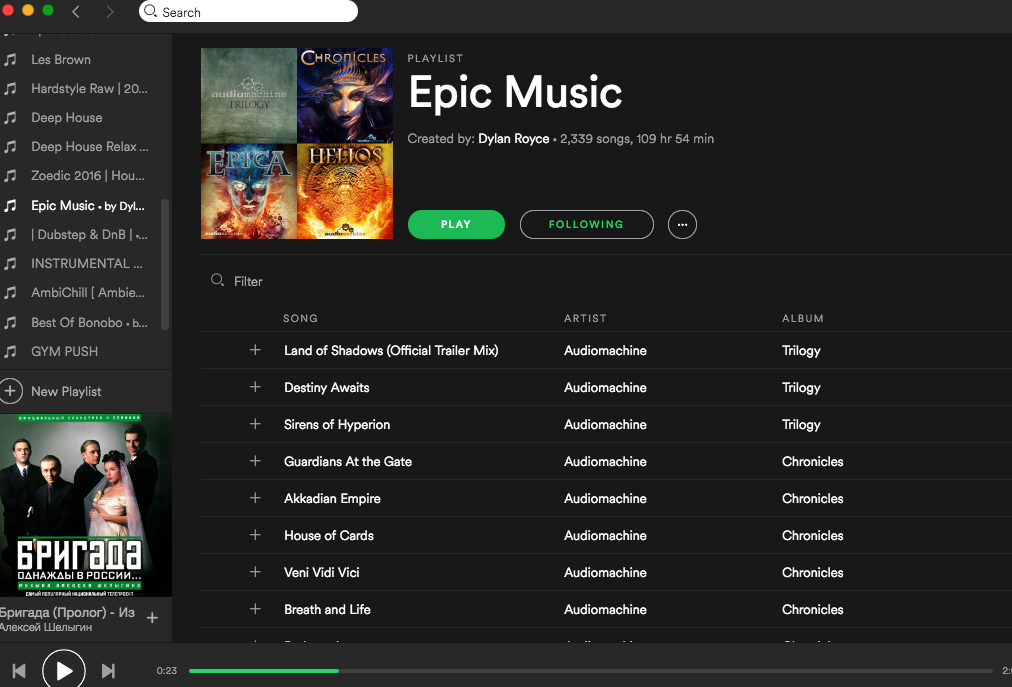 Search
Les Brown
Hardstyle Raw | 20...
Deep House
Deep House Relax ...
Zoedic 2016 | Hou...
Epic Music • by Dyl...
| Dubstep & DnB | •...
INSTRUMENTAL ...
AmbiChill [ Ambie...
Best Of Bonobo • b...
GYM PUSH
New Playlist
ОФИЦИАЛЬНЫЙ САУНДТРЕК К СЕРИАЛУ
БРИГАДА
ОДНАЖДЫ В РОССИИ...
МУЗЫКА АЛЕКСЕЯ ШЕЛЫГИНА
САМЫЙ ПОПУЛЯРНЫЙ НАЦИОНАЛЬНЫЙ ТЕЛЕПРОЕКТ
Бригада (Пролог) - Из
Алексей Шелыгин
audiomachine
TRILOGY
CHRONICLES
EPICA
audiomachine
HELIOS
audiomachine
PLAYLIST
Epic Music
Created by: Dylan Royce • 2,339 songs, 109 hr 54 min
PLAY
FOLLOWING
Filter
SONG ARTIST ALBUM
Land of Shadows (Official Trailer Mix) Audiomachine Trilogy
Destiny Awaits Audiomachine Trilogy
Sirens of Hyperion Audiomachine Trilogy
Guardians At the Gate Audiomachine Chronicles
Akkadian Empire Audiomachine Chronicles
House of Cards Audiomachine Chronicles
Veni Vidi Vici Audiomachine Chronicles
Breath and Life Audiomachine Chronicles
0:23